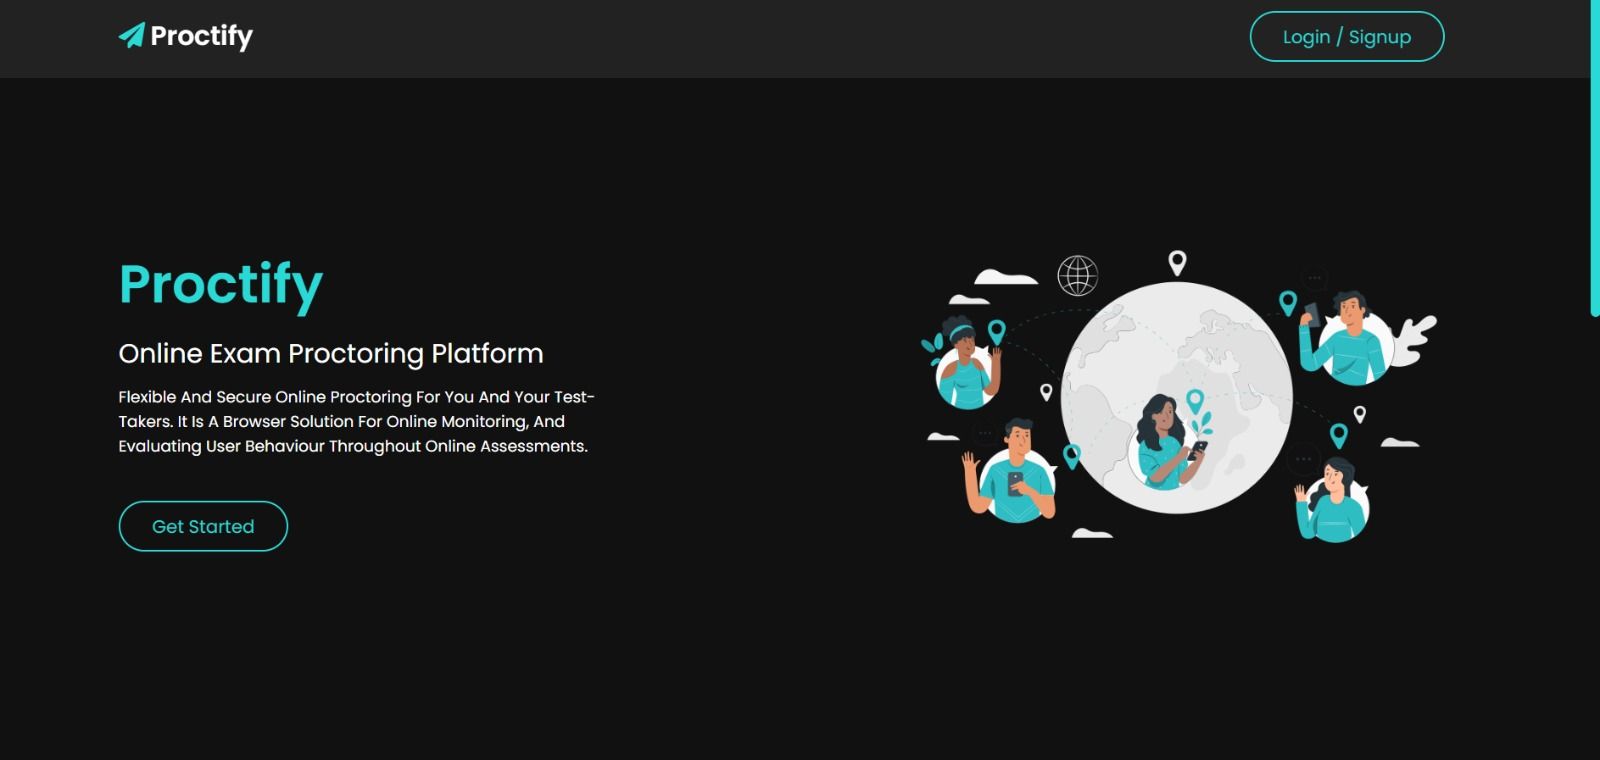 Proctify
Login / Signup
Proctify
Online Exam Proctoring Platform
Flexible And Secure Online Proctoring For You And Your Test-
Takers. It Is A Browser Solution For Online Monitoring, And
Evaluating User Behaviour Throughout Online Assessments.
Get Started